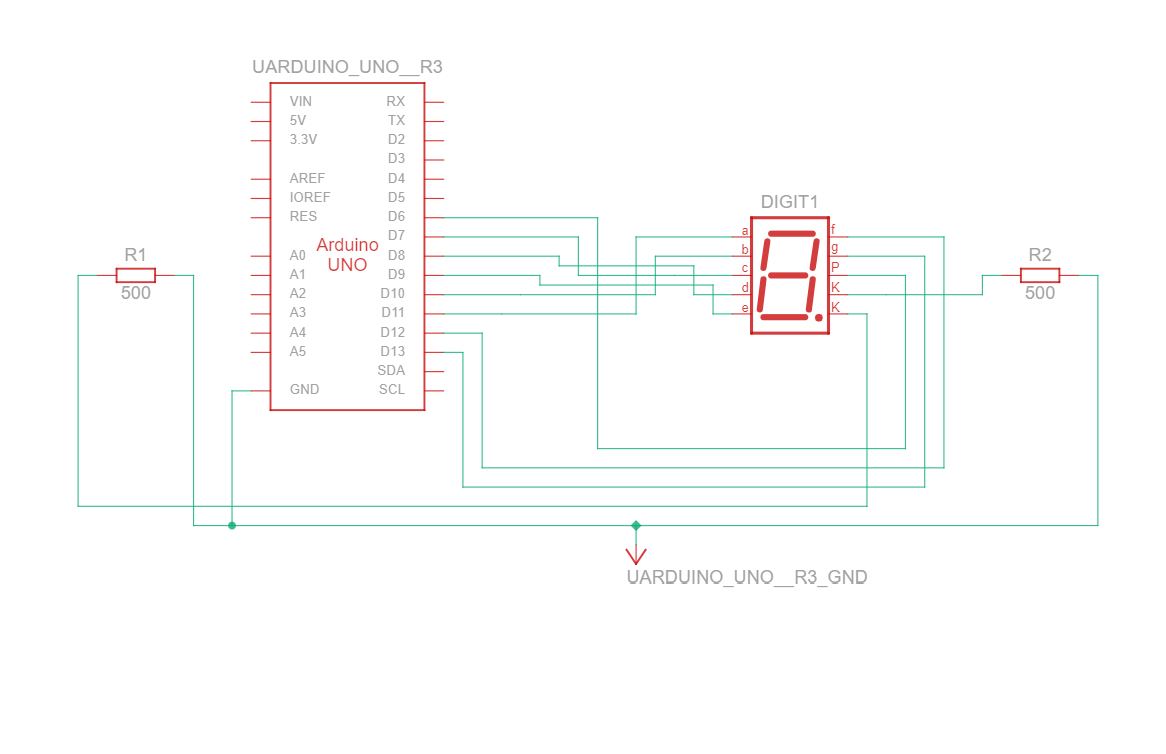 UARDUINO_UNO__R3
VIN RX
5V TX
3.3V D2
D3
AREF D4
IOREF D5
RES D6
D7
Arduino
UNO
A0 D8
A1 D9
A2 D10
A3 D11
A4 D12
A5 D13
SDA
GND SCL
R1
500
DIGIT1
a f
b g
c P
d K
e K
R2
500
UARDUINO_UNO__R3_GND